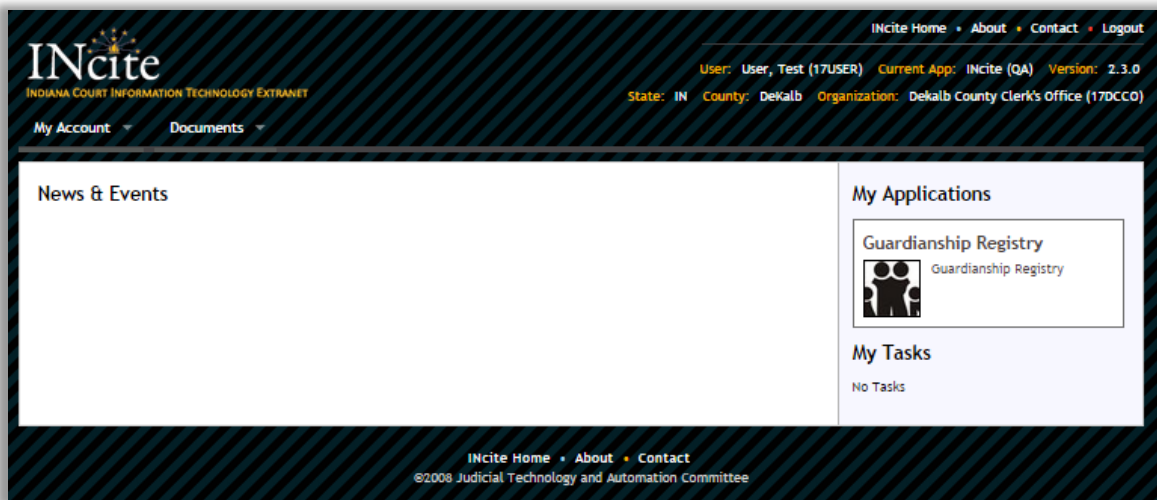 INcite Home • About • Contact • Logout
INcite
INDIANA COURT INFORMATION TECHNOLOGY EXTRANET
User: User, Test (17USER) Current App: INcite (QA) Version: 2.3.0
State: IN County: DeKalb Organization: Dekalb County Clerk's Office (17DCCO)
My Account Documents
News & Events
My Applications
Guardianship Registry
Guardianship Registry
My Tasks
No Tasks
INcite Home • About • Contact
©2008 Judicial Technology and Automation Committee